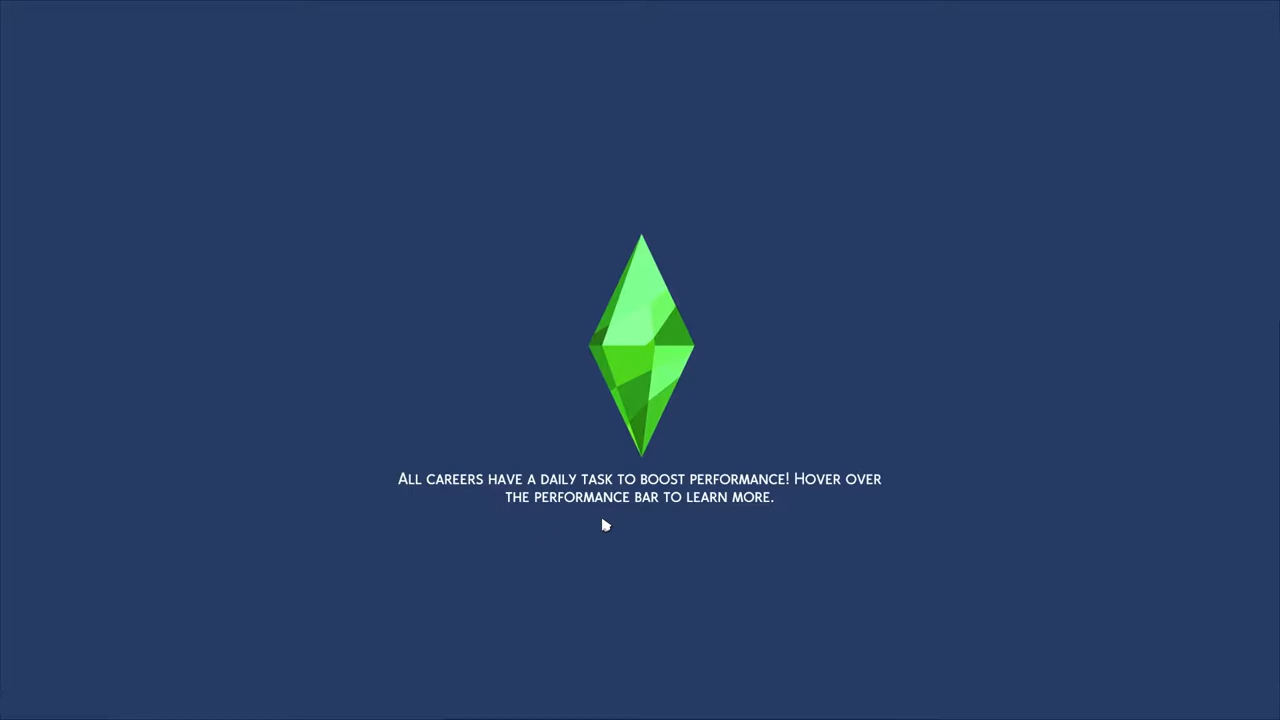 All careers have a daily task to boost performance! Hover over
the performance bar to learn more.